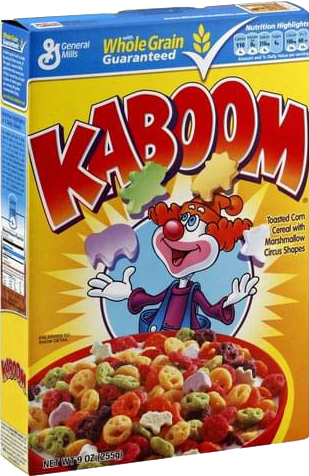 General
Mills
with
Whole Grain
Guaranteed
Nutrition Highlights
KABOOM
Toasted Corn
Cereal with
Marshmallow
Circus Shapes
ENLARGED TO
SHOW DETAIL
NET WT 9 OZ (255g)
KABOOM